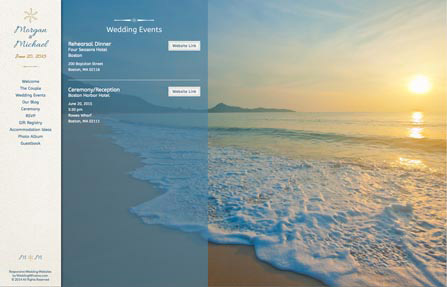 Morgan
&
Michael
June 20, 2015
Welcome
The Couple
Wedding Events
Our Blog
Ceremony
RSVP
Gift Registry
Accommodation Ideas
Photo Album
Guestbook
M M
Responsive Wedding Websites
by WeddingWindow.com
© 2014 All Rights Reserved
Wedding Events
Rehearsal Dinner
Website Link
Four Seasons Hotel
Boston
200 Boylston Street
Boston, MA 02116
Ceremony/Reception
Website Link
Boston Harbor Hotel
June 20, 2015
5:30 pm
Rowes Wharf
Boston, MA 02111